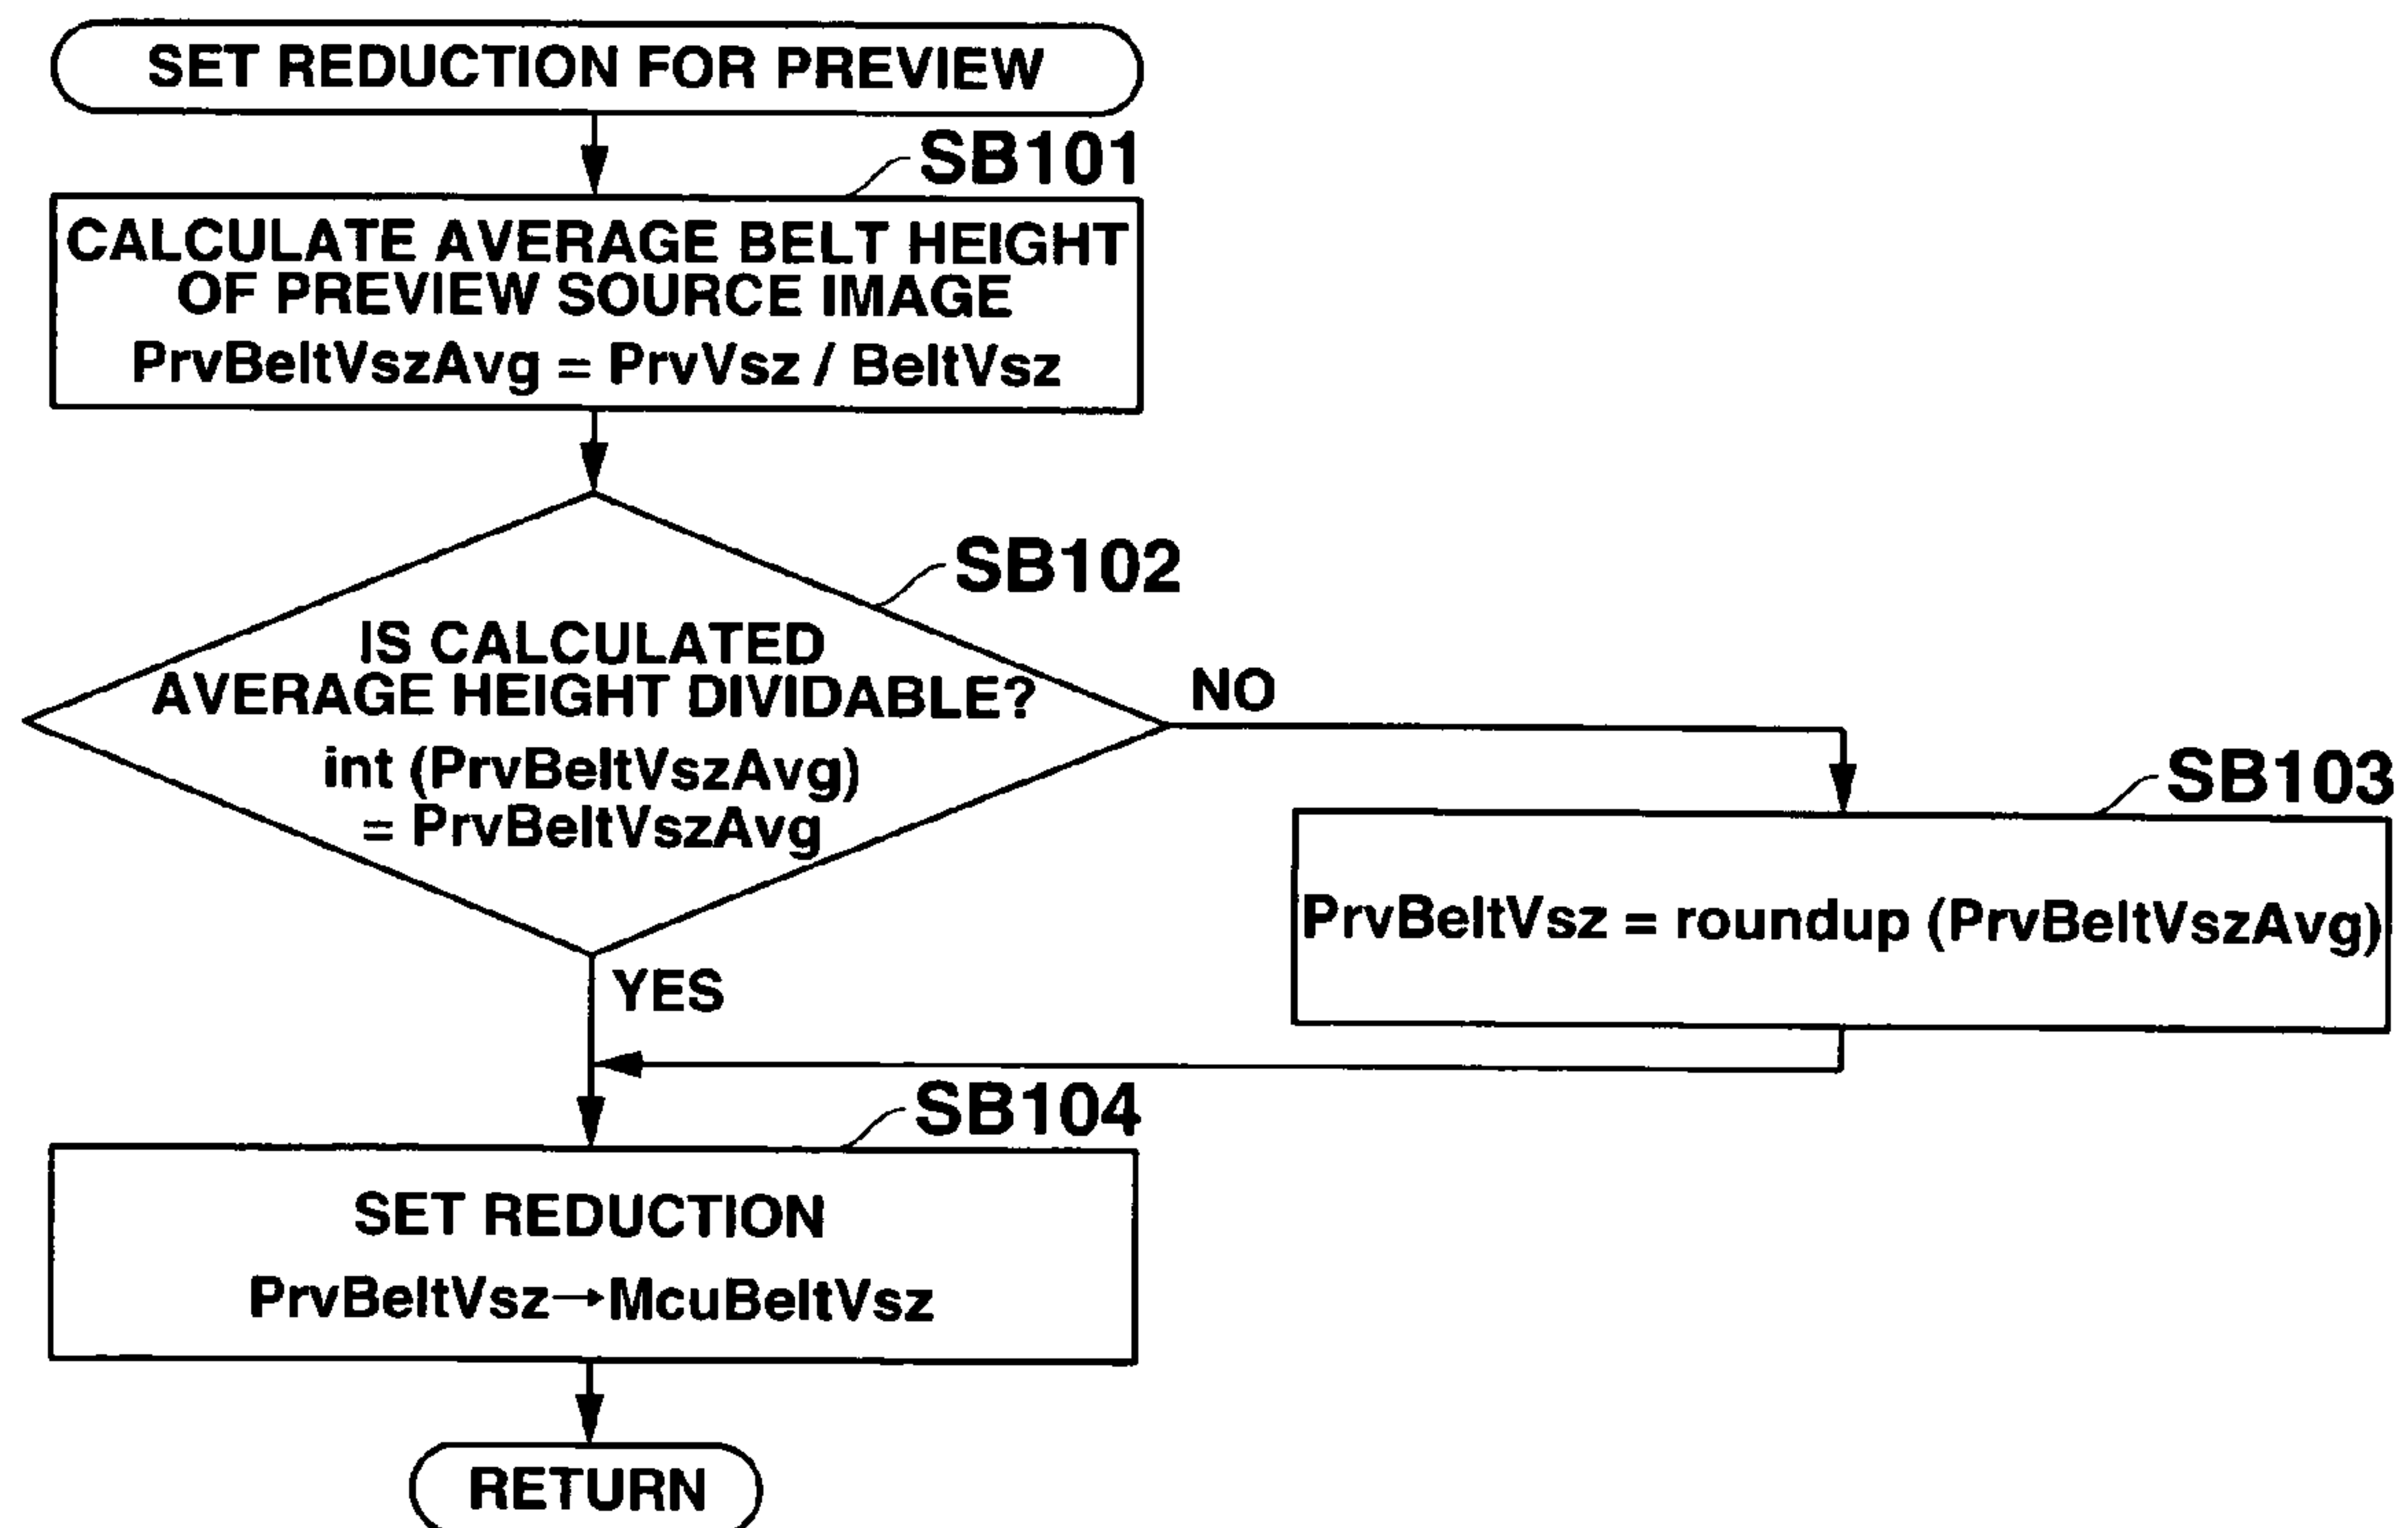 SET REDUCTION FOR PREVIEW
SB101
CALCULATE AVERAGE BELT HEIGHT
OF PREVIEW SOURCE IMAGE
PrvBeltVszAvg = PrvVsz / BeltVsz
SB102
IS CALCULATED
AVERAGE HEIGHT DIVIDABLE?
int (PrvBeltVszAvg)
= PrvBeltVszAvg
NO
SB103
PrvBeltVsz = roundup (PrvBeltVszAvg)
YES
SB104
SET REDUCTION
PrvBeltVsz→McuBeltVsz
RETURN